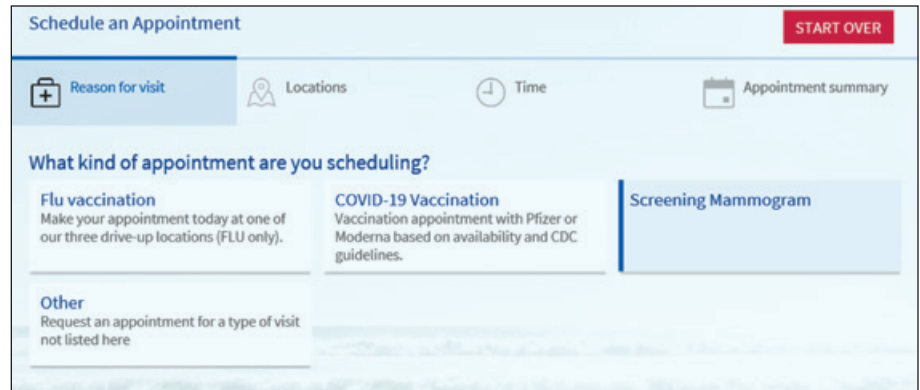 Schedule an Appointment
START OVER
Reason for visit
Locations
Time
Appointment summary
What kind of appointment are you scheduling?
Flu vaccination
Make your appointment today at one of
our three drive-up locations (FLU only).
COVID-19 Vaccination
Vaccination appointment with Pfizer or
Moderna based on availability and CDC
guidelines.
Screening Mammogram
Other
Request an appointment for a type of visit
not listed here